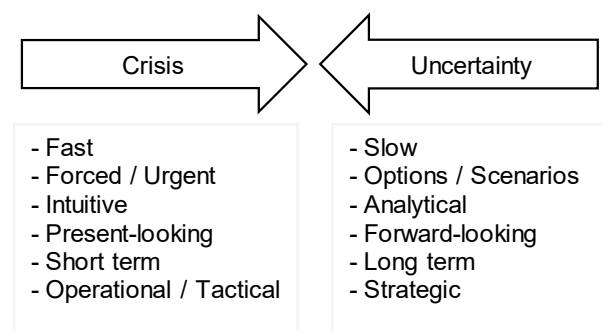 Crisis
Uncertainty
- Fast
- Forced / Urgent
- Intuitive
- Present-looking
- Short term
- Operational / Tactical
- Slow
- Options / Scenarios
- Analytical
- Forward-looking
- Long term
- Strategic